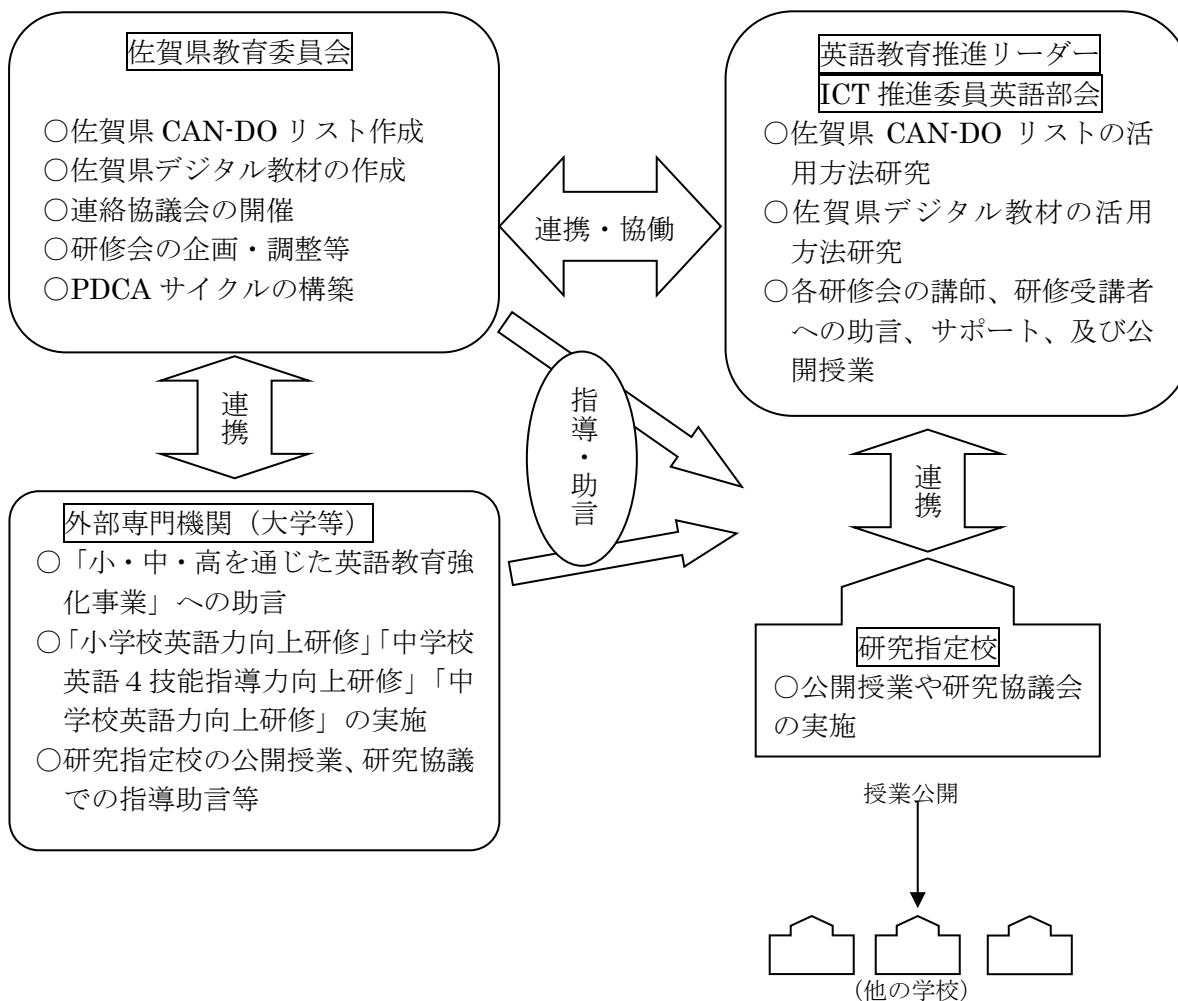 佐賀県教育委員会
○佐賀県 CAN-DO リスト作成
○佐賀県デジタル教材の作成
○連絡協議会の開催
○研修会の企画・調整等
○PDCA サイクルの構築
連携・協働
英語教育推進リーダー
ICT 推進委員英語部会
○佐賀県 CAN-DO リストの活
用方法研究
○佐賀県デジタル教材の活用
方法研究
○各研修会の講師、研修受講者
への助言、サポート、及び公
開授業
連携
指導・助言
連携
外部専門機関（大学等）
○「小・中・高を通じた英語教育強
化事業」への助言
○「小学校英語力向上研修」「中学校
英語４技能指導力向上研修」「中
学校英語力向上研修」の実施
○研究指定校の公開授業、研究協議
での指導助言等
研究指定校
○公開授業や研究協議会
の実施
授業公開
(他の学校)